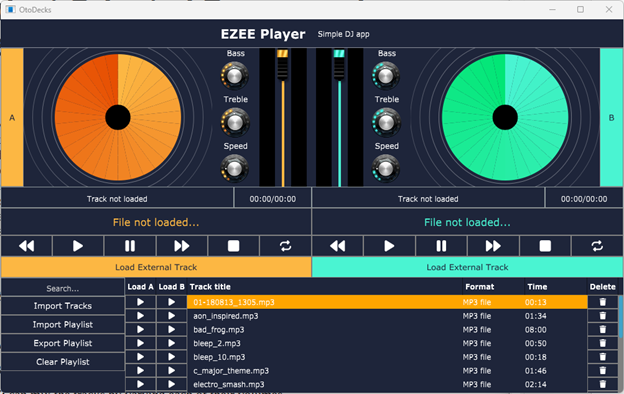 OtoDecks
EZEE Player Simple DJ app
Bass Bass
A B
Treble Treble
Speed Speed
Track not loaded 00:00/00:00 Track not loaded 00:00/00:00
File not loaded... File not loaded...
Load External Track Load External Track
Search... Load A Load B Track title Format Time Delete
01-180813_1305.mp3 MP3 file 00:13
Import Tracks
aon_inspired.mp3 MP3 file 01:34
Import Playlist
bad_frog.mp3 MP3 file 08:00
Export Playlist
bleep_2.mp3 MP3 file 00:50
Clear Playlist
bleep_10.mp3 MP3 file 00:18
c_major_theme.mp3 MP3 file 01:46
electro_smash.mp3 MP3 file 02:14